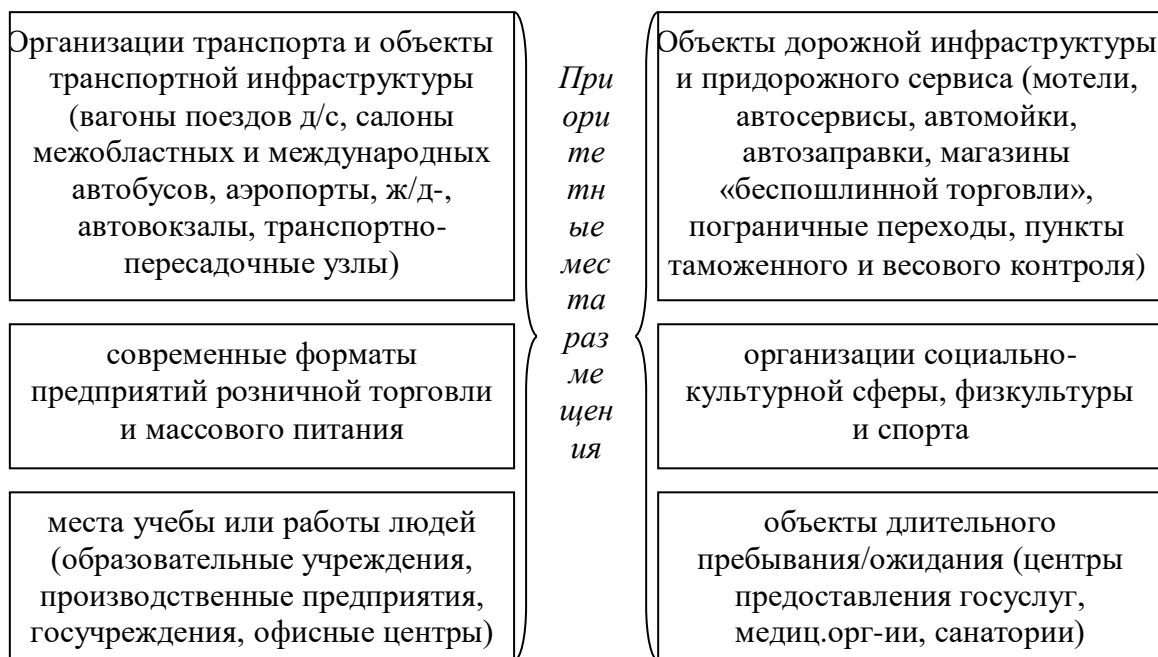 Организации транспорта и объекты
транспортной инфраструктуры
(вагоны поездов д/с, салоны
межобластных и международных
автобусов, аэропорты, ж/д-,
автовокзалы, транспортно-
пересадочные узлы)
современные форматы
предприятий розничной торговли
и массового питания
места учебы или работы людей
(образовательные учреждения,
производственные предприятия,
госучреждения, офисные центры)
При
ори
те
тн
ые
мес
та
раз
ме
щен
ия
Объекты дорожной инфраструктуры
и придорожного сервиса (мотели,
автосервисы, автомойки,
автозаправки, магазины
«беспошлинной торговли»,
пограничные переходы, пункты
таможенного и весового контроля)
организации социально-
культурной сферы, физкультуры
и спорта
объекты длительного
пребывания/ожидания (центры
предоставления госуслуг,
медиц.орг-ии, санатории)